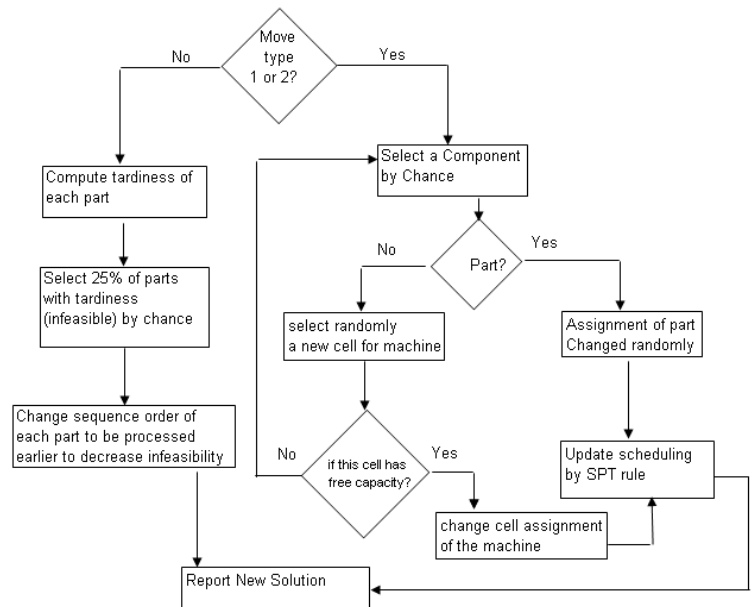 Move
type
1 or 2?
No
Yes
Compute tardiness of
each part
Select a Component
by Chance
Select 25% of parts
with tardiness
(infeasible) by chance
No
Part?
Yes
select randomly
a new cell for machine
Assignment of part
Changed randomly
Change sequence order of
each part to be processed
earlier to decrease infeasibility
No
if this cell has
free capacity?
Yes
Update scheduling
by SPT rule
change cell assignment
of the machine
Report New Solution